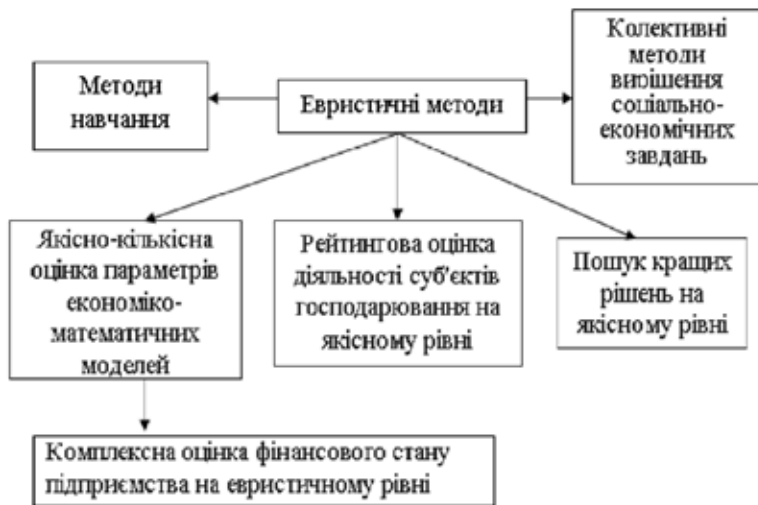 Методи
навчання
Евристичні методи
Колективні
методи
вирішення
соціально-
економічних
завдань
Якісно-кількісна
оцінка параметрів
економіко-
математичних
моделей
Рейтингова оцінка
діяльності суб'єктів
господарювання на
якісному рівні
Пошук кращих
рішень на
якісному рівні
Комплексна оцінка фінансового стану
підприємства на евристичному рівні